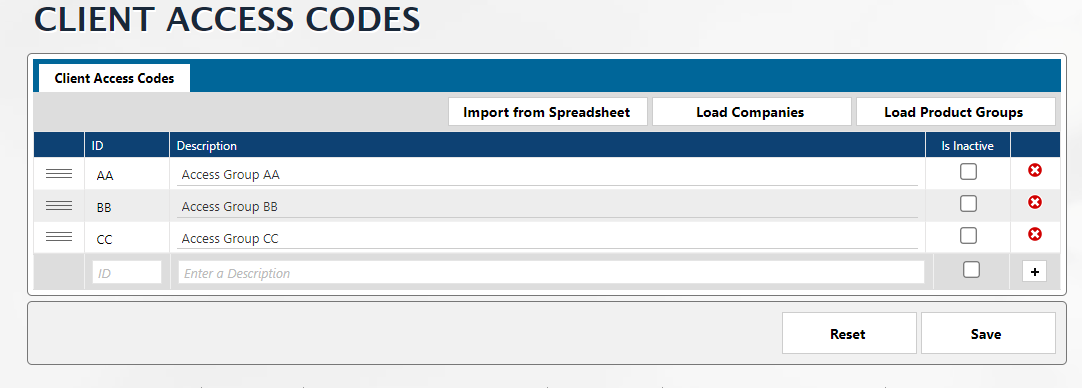 CLIENT ACCESS CODES
Client Access Codes
Import from Spreadsheet Load Companies Load Product Groups
ID Description Is Inactive
AA Access Group AA
BB Access Group BB
CC Access Group CC
ID Enter a Description +
Reset Save